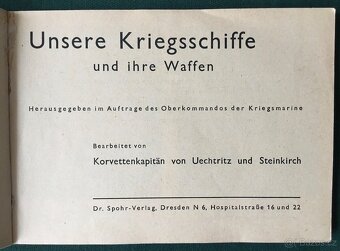 Unsere Kriegsschiffe
und ihre Waffen
Herausgegeben im Auftrage des Oberkommandos der Kriegsmarine
Bearbeitet von
Korvettenkapitän von Uechtritz und Steinkirch
Dr. Spohr-Verlag, Dresden N 6, Hospitalstraße 16 und 22